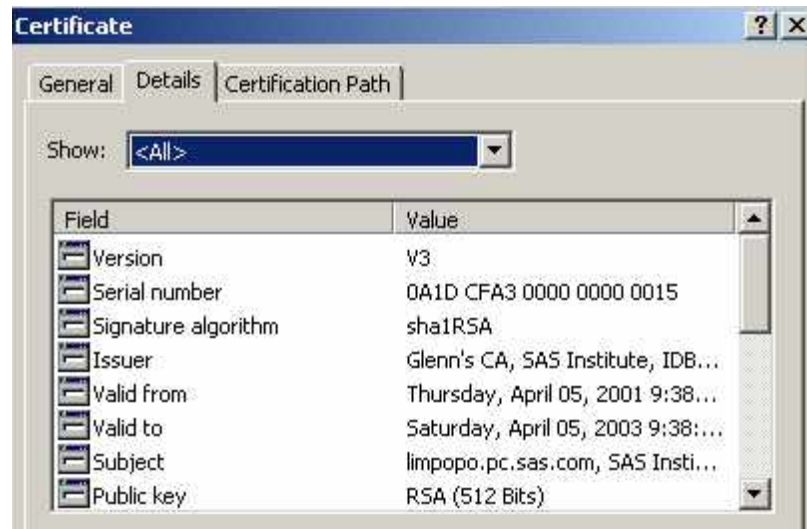 Certificate
General Details Certification Path
Show: <All>
Field Value
Version V3
Serial number 0A1D CFA3 0000 0000 0015
Signature algorithm sha1RSA
Issuer Glenn's CA, SAS Institute, IDB...
Valid from Thursday, April 05, 2001 9:38...
Valid to Saturday, April 05, 2003 9:38:...
Subject limpopo.pc.sas.com, SAS Insti...
Public key RSA (512 Bits)